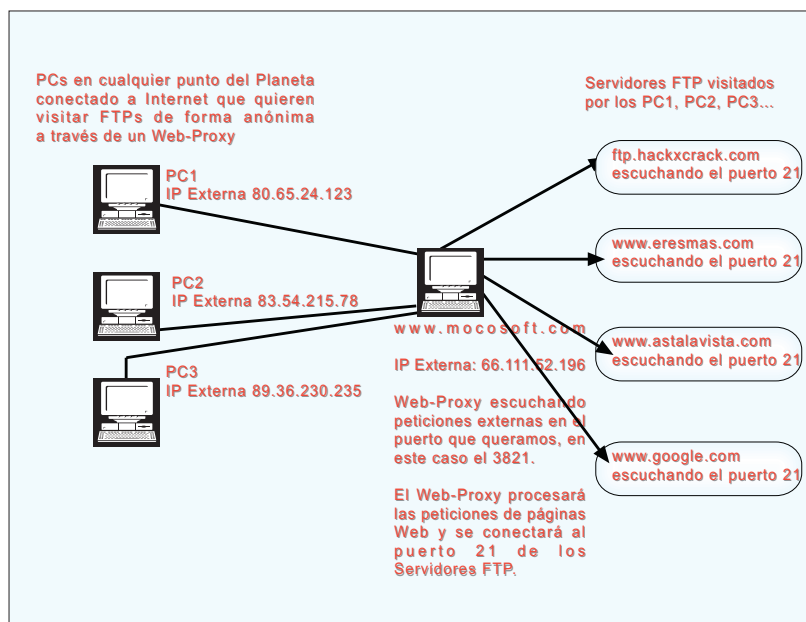 PCs en cualquier punto del Planeta
conectado a Internet que quieren
visitar FTPs de forma anónima
a través de un Web-Proxy
Servidores FTP visitados
por los PC1, PC2, PC3...
PC1
IP Externa 80.65.24.123
PC2
IP Externa 83.54.215.78
PC3
IP Externa 89.36.230.235
www.mocosoft.com
IP Externa: 66.111.52.196
Web-Proxy escuchando
peticiones externas en el
puerto que queramos, en
este caso el 3821.
El Web-Proxy procesará
las peticiones de páginas
Web y se conectará al
puerto 21 de los
Servidores FTP.
ftp.hackxcrack.com
escuchando el puerto 21
www.eresmas.com
escuchando el puerto 21
www.astalavista.com
escuchando el puerto 21
www.google.com
escuchando el puerto 21